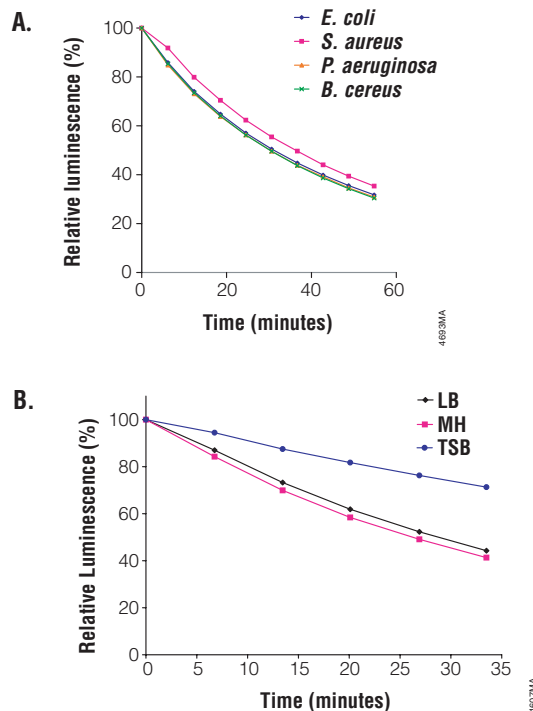 A.
E. coli
S. aureus
P. aeruginosa
B. cereus
Relative luminescence (%)
100
80
60
40
20
0
0 20 40 60
Time (minutes)
4693MA
B.
LB
MH
TSB
Relative Luminescence (%)
100
80
60
40
20
0
0 5 10 15 20 25 30 35
Time (minutes)